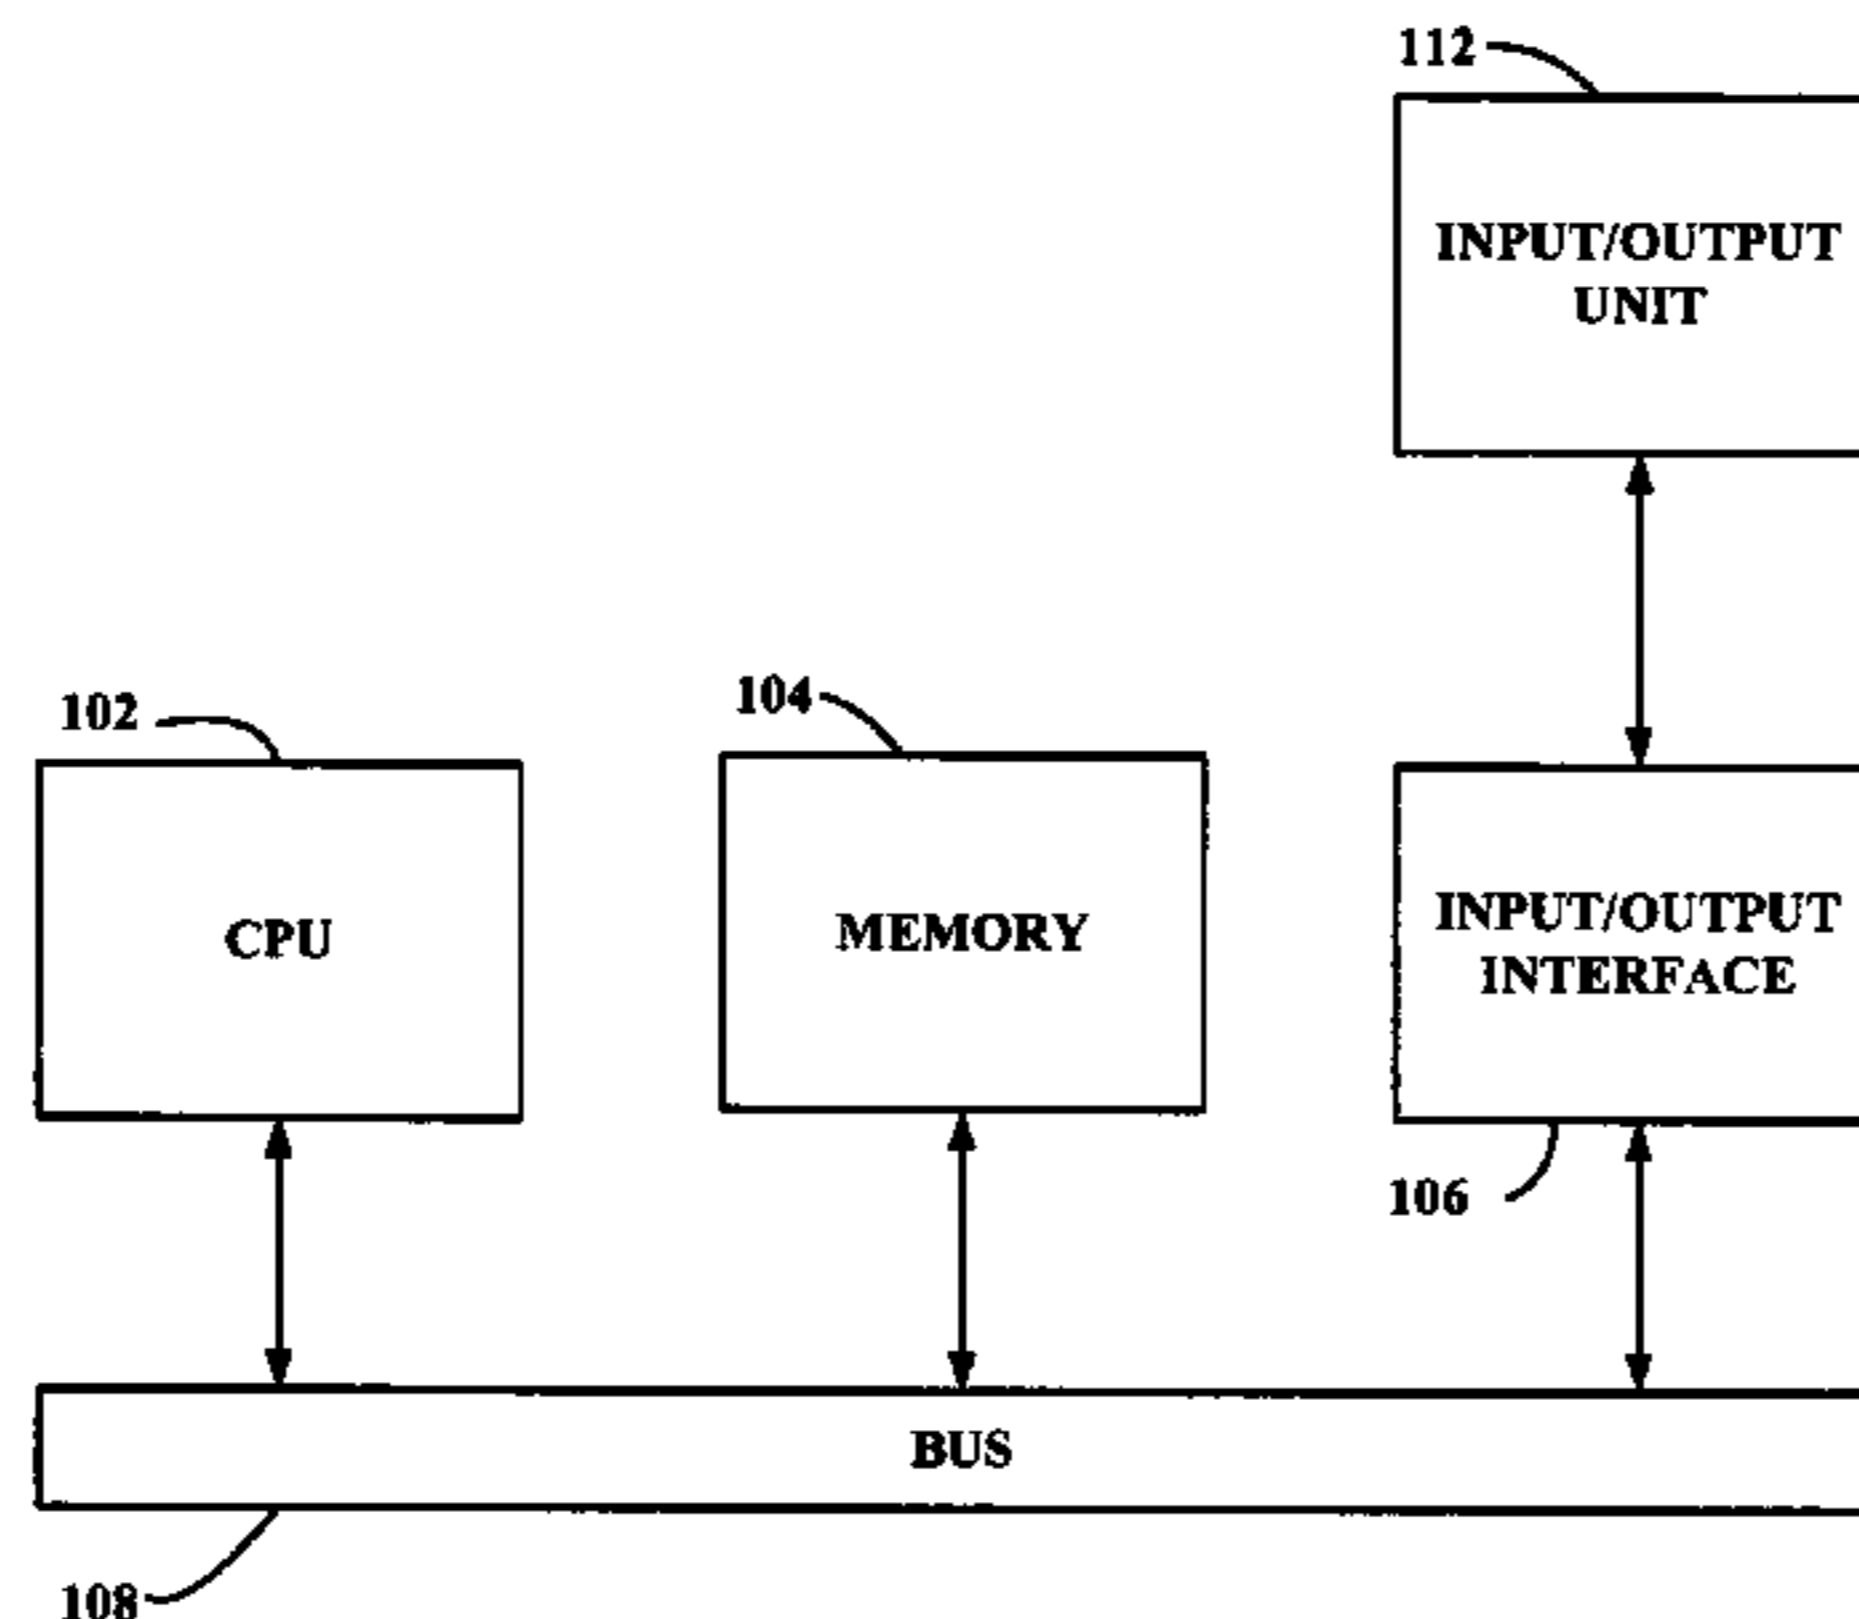 112
INPUT/OUTPUT
UNIT
102
104
CPU
MEMORY
INPUT/OUTPUT
INTERFACE
106
BUS
108